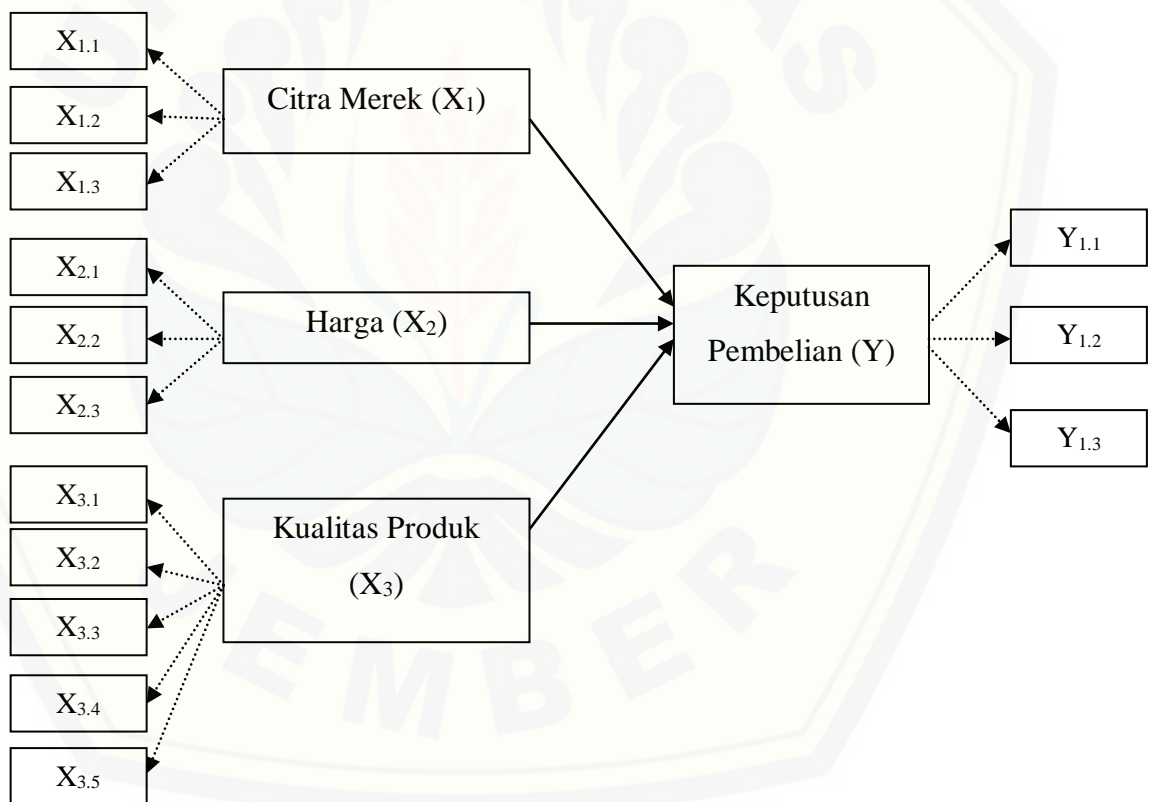 X1.1
X1.2
X1.3
Citra Merek (X1)
X2.1
X2.2
X2.3
Harga (X2)
X3.1
X3.2
X3.3
X3.4
X3.5
Kualitas Produk
(X3)
Keputusan
Pembelian (Y)
Y1.1
Y1.2
Y1.3
EMBER